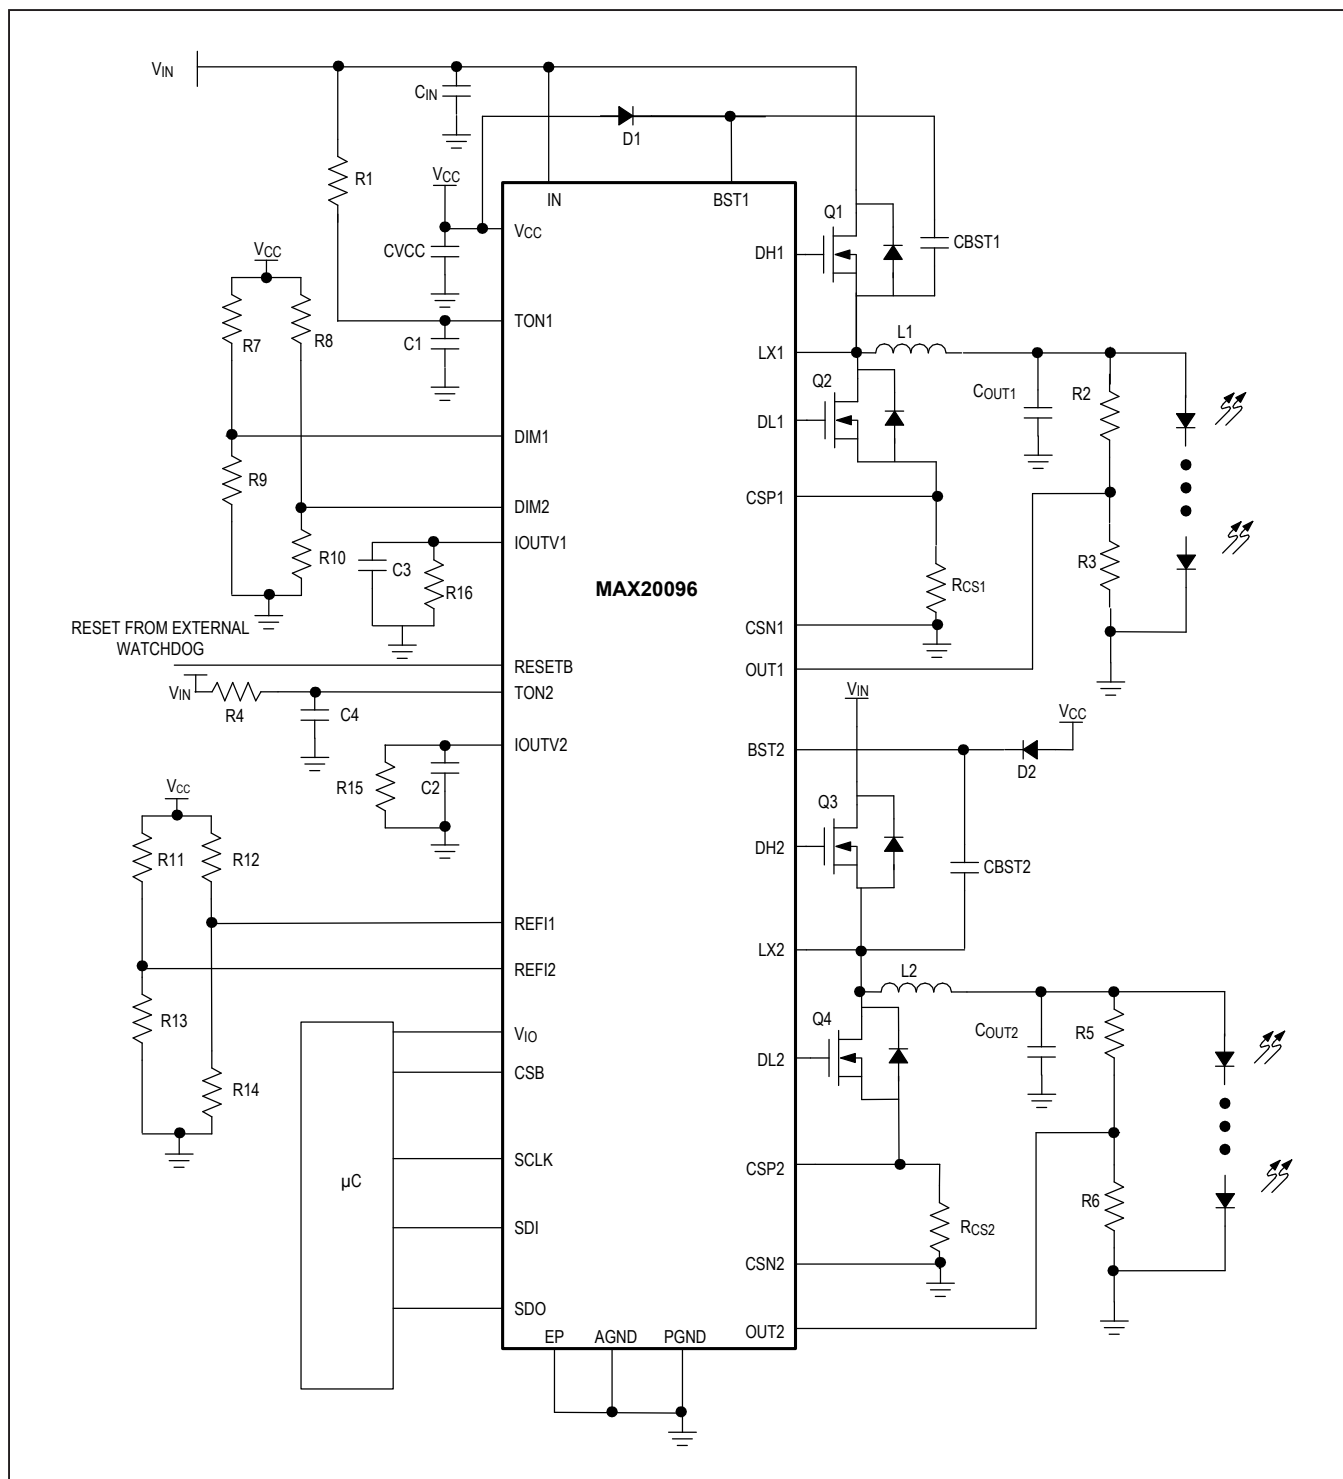 VIN
CIN
D1
R1
VCC
IN
BST1
Q1
VCC
CVCC
DH1
CBST1
VCC
TON1
R7
R8
C1
L1
LX1
Q2
COUT1
R2
DL1
DIM1
R9
CSP1
DIM2
IOUTV1
R10
C3
R16
MAX20096
RCS1
R3
CSN1
RESET FROM EXTERNAL
WATCHDOG
RESETB
OUT1
VIN
R4
TON2
C4
VIN
VCC
IOUTV2
BST2
D2
R15
C2
VCC
Q3
R11
R12
DH2
CBST2
REFI1
LX2
REFI2
L2
R13
Q4
COUT2
R5
VIO
DL2
CSB
R14
SCLK
CSP2
µC
R6
SDI
RCS2
CSN2
SDO
OUT2
EP
AGND
PGND